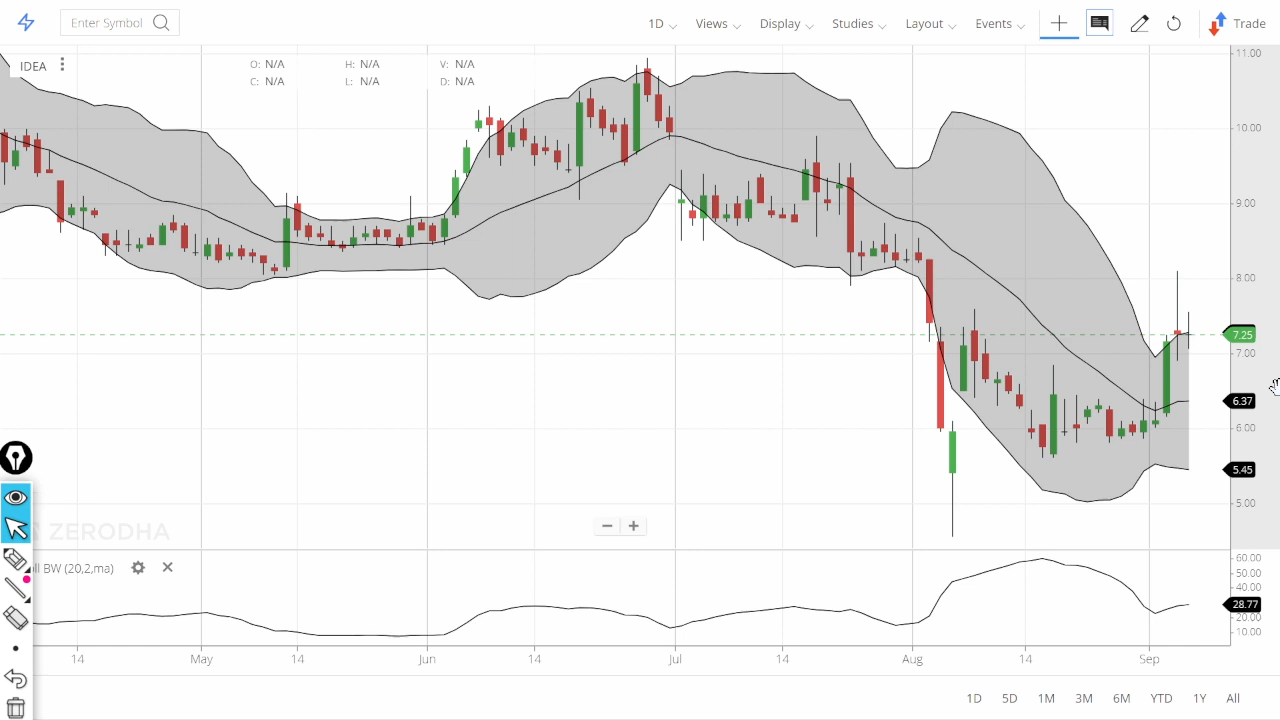 Enter Symbol 1D Views Display Studies Layout Events Trade
IDEA O: N/A H: N/A V: N/A
C: N/A L: N/A D: N/A
11.00
10.00
9.00
8.00
7.25
7.00
6.37
6.00
5.45
5.00
ZERODHA
oll BW (20,2,ma)
60.00
50.00
40.00
28.77
20.00
10.00
14 May 14 Jun 14 Jul 14 Aug 14 Sep
1D 5D 1M 3M 6M YTD 1Y All